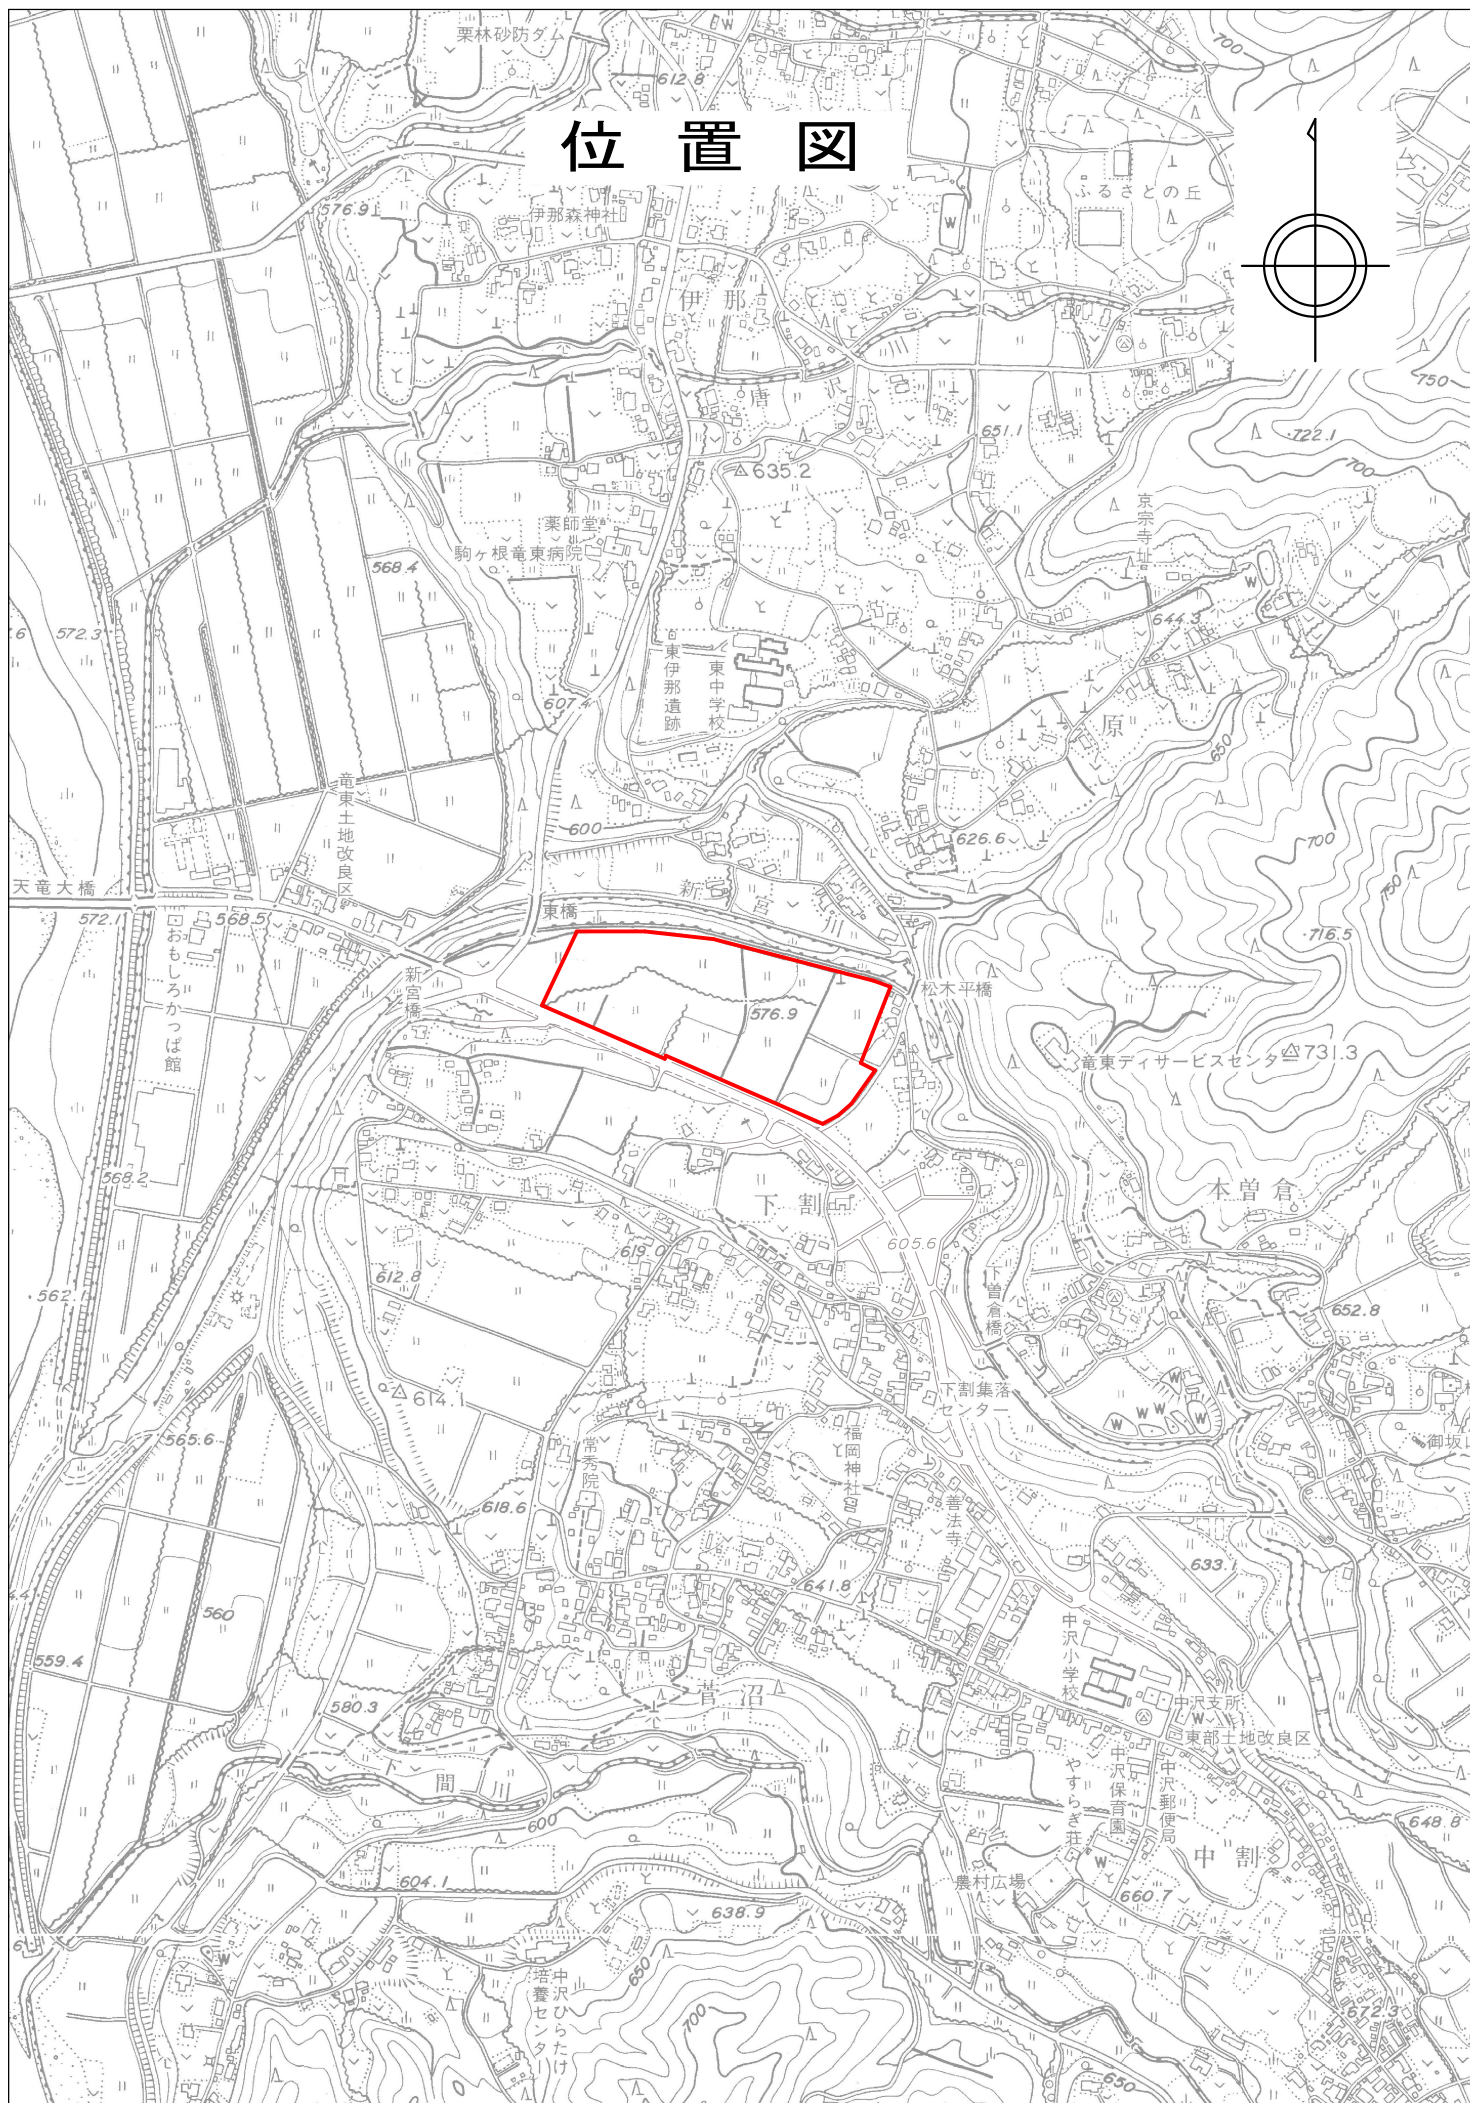 栗林砂防ダム
700
612.8
位置図
ふるさとの丘
576.9
伊那森神社
伊那
750
唐沢
651.1
722.1
635.2
700
京宗寺址
薬師堂
駒ヶ根竜東病院
568.4
572.3
644.3
東伊那遺跡
東中学校
607.4
原
650
竜東土地改良区
600
626.6
700
750
天竜大橋
新宮川
572.1
568.5
東橋
716.5
おもしろかっぱ館
新宮橋
松木平橋
576.9
竜東ディサービスセンター
731.3
568.2
本曽倉
下割
605.6
619.0
612.8
下曽倉橋
562.1
652.8
614.1
下割集落
センター
565.6
常秀院
福岡神社
御坂山
618.6
善法寺
633.1
641.8
560
559.4
中沢小学校
580.3
菅沼
中沢支所
東部土地改良区
下間川
中沢保育園
やすらぎ荘
中沢郵便局
600
648.8
中割
604.1
農村広場
660.7
638.9
650
中沢ひらたけ
培養センター
700
672.3
650